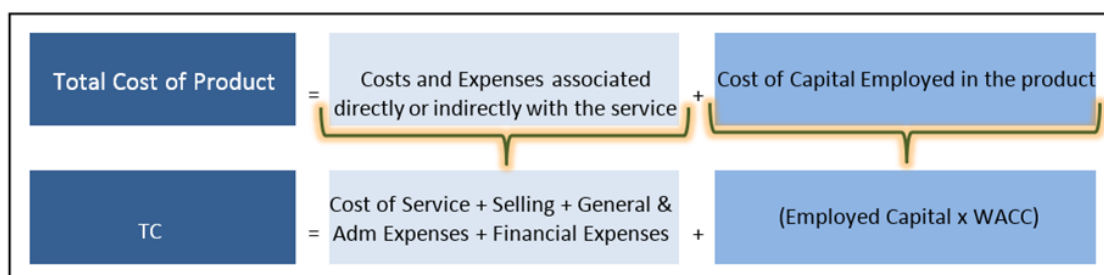 Total Cost of Product
=
Costs and Expenses associated
directly or indirectly with the service
+
Cost of Capital Employed in the product
TC
=
Cost of Service + Selling + General &
Adm Expenses + Financial Expenses
+
(Employed Capital x WACC)